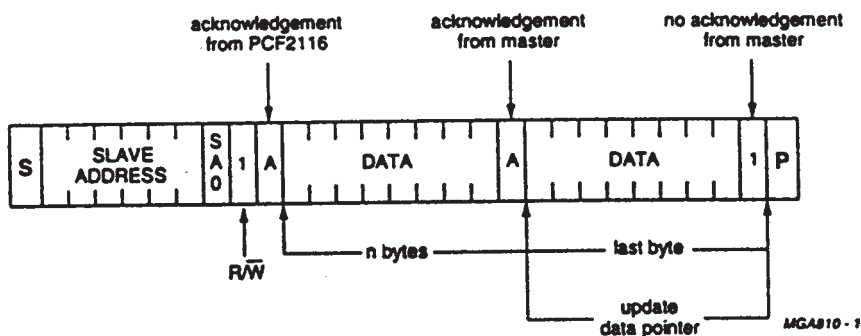 acknowledgement
from PCF2116
acknowledgement
from master
no acknowledgement
from master
S
SLAVE
ADDRESS
S
A
0
1
A
DATA
A
DATA
1
P
R/W̅
n bytes
last byte
update
data pointer
MGA810 - 1